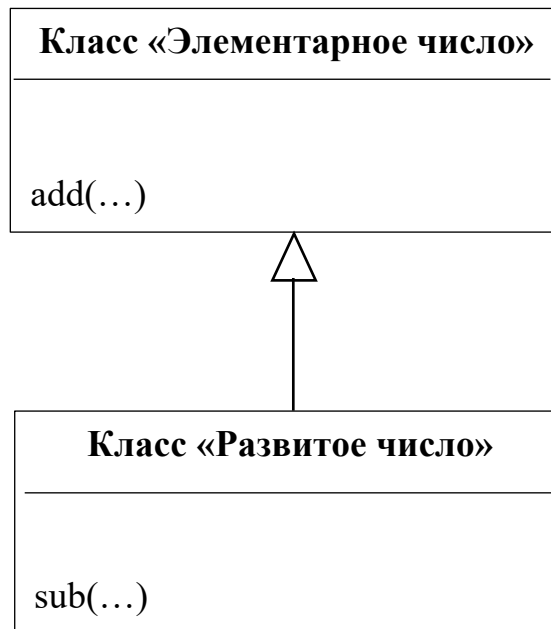 Класс «Элементарное число»
add(…)
Класс «Развитое число»
sub(…)